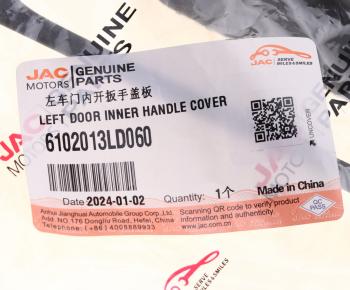 JAC MOTORS GENUINE PARTS
JAC SERVE MILES & SMILES
左车门内开扳手盖板
LEFT DOOR INNER HANDLE COVER
6102013LD060
UNCOVER
Date 2024-01-02 Quantity: 1个 Made in China
Anhui Jianghuai Automobile Group Corp.,Ltd.
Add: NO.176 Dongliu Road, Hefei, China
Telephone: (+86) 4008889933
Scanning QR code to verify product
information and authenticity
www.jac.com.cn
QC PASS